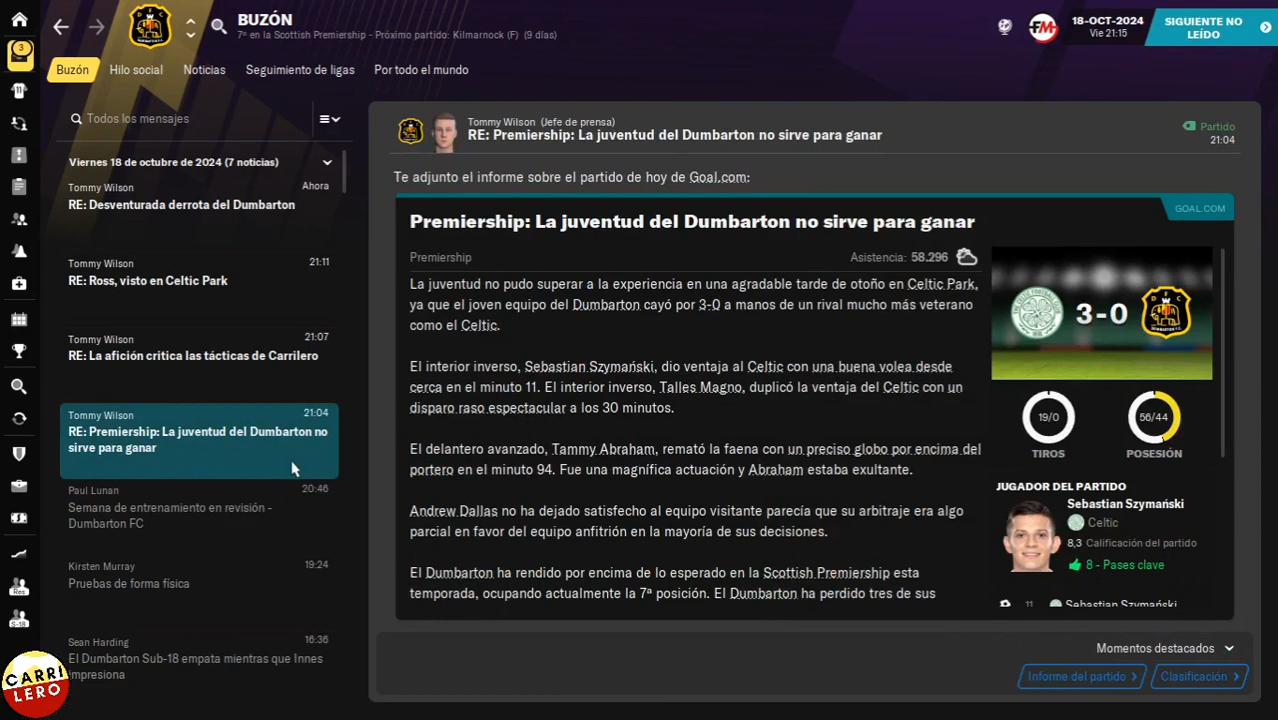 BUZÓN
7º en la Scottish Premiership - Próximo partido: Kilmarnock (F) (9 días)
18-OCT-2024
Vie 21:15
SIGUIENTE NO LEÍDO
3
Buzón
Hilo social
Noticias
Seguimiento de ligas
Por todo el mundo
Todos los mensajes
Viernes 18 de octubre de 2024 (7 noticias)
Tommy Wilson
Ahora
RE: Desventurada derrota del Dumbarton
Tommy Wilson
21:11
RE: Ross, visto en Celtic Park
Tommy Wilson
21:07
RE: La afición critica las tácticas de Carrilero
Tommy Wilson
21:04
RE: Premiership: La juventud del Dumbarton no
sirve para ganar
Paul Lunan
20:46
Semana de entrenamiento en revisión -
Dumbarton FC
Kirsten Murray
19:24
Pruebas de forma física
Sean Harding
16:36
El Dumbarton Sub-18 empata mientras que Innes
impresiona
Tommy Wilson (Jefe de prensa)
RE: Premiership: La juventud del Dumbarton no sirve para ganar
Partido
21:04
Te adjunto el informe sobre el partido de hoy de Goal.com:
GOAL.COM
Premiership: La juventud del Dumbarton no sirve para ganar
Premiership
Asistencia: 58.296
La juventud no pudo superar a la experiencia en una agradable tarde de otoño en Celtic Park,
ya que el joven equipo del Dumbarton cayó por 3-0 a manos de un rival mucho más veterano
como el Celtic.
El interior inverso, Sebastian Szymański, dio ventaja al Celtic con una buena volea desde
cerca en el minuto 11. El interior inverso, Talles Magno, duplicó la ventaja del Celtic con un
disparo raso espectacular a los 30 minutos.
El delantero avanzado, Tammy Abraham, remató la faena con un preciso globo por encima del
portero en el minuto 94. Fue una magnífica actuación y Abraham estaba exultante.
Andrew Dallas no ha dejado satisfecho al equipo visitante parecía que su arbitraje era algo
parcial en favor del equipo anfitrión en la mayoría de sus decisiones.
El Dumbarton ha rendido por encima de lo esperado en la Scottish Premiership esta
temporada, ocupando actualmente la 7ª posición. El Dumbarton ha perdido tres de sus
3-0
19/0
56/44
TIROS
POSESIÓN
JUGADOR DEL PARTIDO
Sebastian Szymański
Celtic
8,3 Calificación del partido
8 - Pases clave
11 Sebastian Szymański
Momentos destacados
Informe del partido
Clasificación
11
Res
S-18
CARRI
LERO